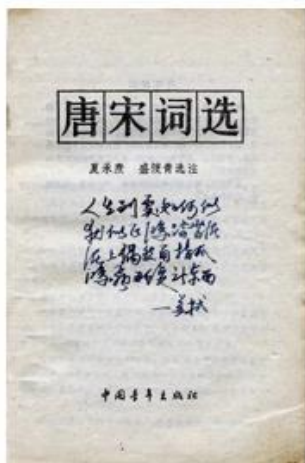 唐宋词选
夏承焘 盛弢青选注
人生到处知何似
似飞鸿踏雪泥
泥上偶然留指爪
鸿飞那复计东西
—苏轼
中国青年出版社